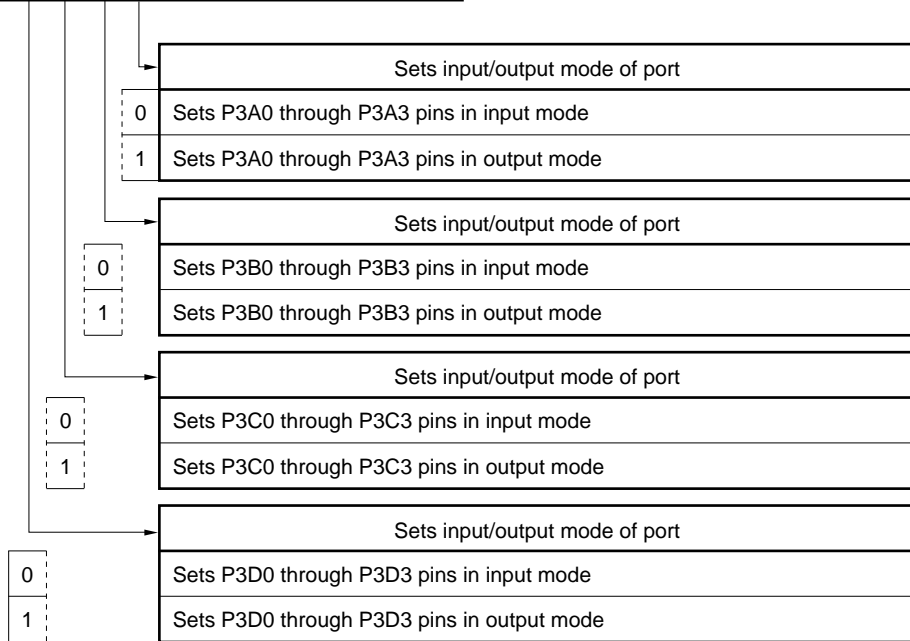 Sets input/output mode of port
0 Sets P3A0 through P3A3 pins in input mode
1 Sets P3A0 through P3A3 pins in output mode
Sets input/output mode of port
0 Sets P3B0 through P3B3 pins in input mode
1 Sets P3B0 through P3B3 pins in output mode
Sets input/output mode of port
0 Sets P3C0 through P3C3 pins in input mode
1 Sets P3C0 through P3C3 pins in output mode
Sets input/output mode of port
0 Sets P3D0 through P3D3 pins in input mode
1 Sets P3D0 through P3D3 pins in output mode